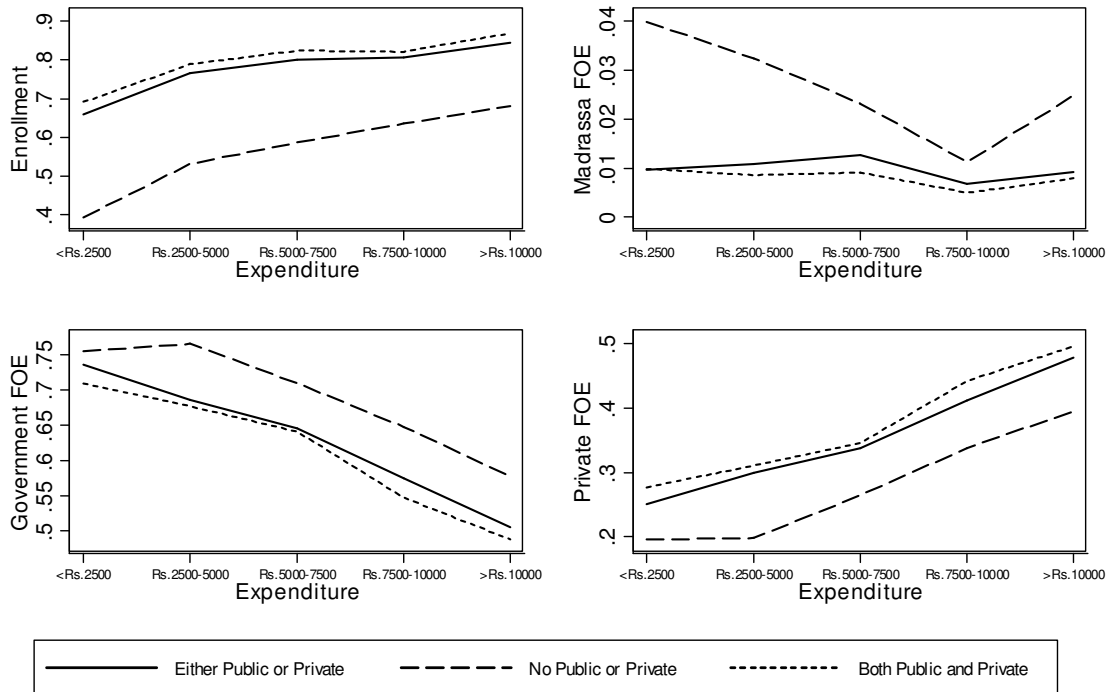 Enrollment
.4 .5 .6 .7 .8 .9
<Rs.2500 Rs.2500-5000 Rs.5000-7500 Rs.7500-10000 >Rs.10000
Expenditure
Madrassa FOE
0 .01 .02 .03 .04
<Rs.2500 Rs.2500-5000 Rs.5000-7500 Rs.7500-10000 >Rs.10000
Expenditure
Government FOE
.5 .55 .6 .65 .7 .75
<Rs.2500 Rs.2500-5000 Rs.5000-7500 Rs.7500-10000 >Rs.10000
Expenditure
Private FOE
.2 .3 .4 .5
<Rs.2500 Rs.2500-5000 Rs.5000-7500 Rs.7500-10000 >Rs.10000
Expenditure
Either Public or Private No Public or Private Both Public and Private